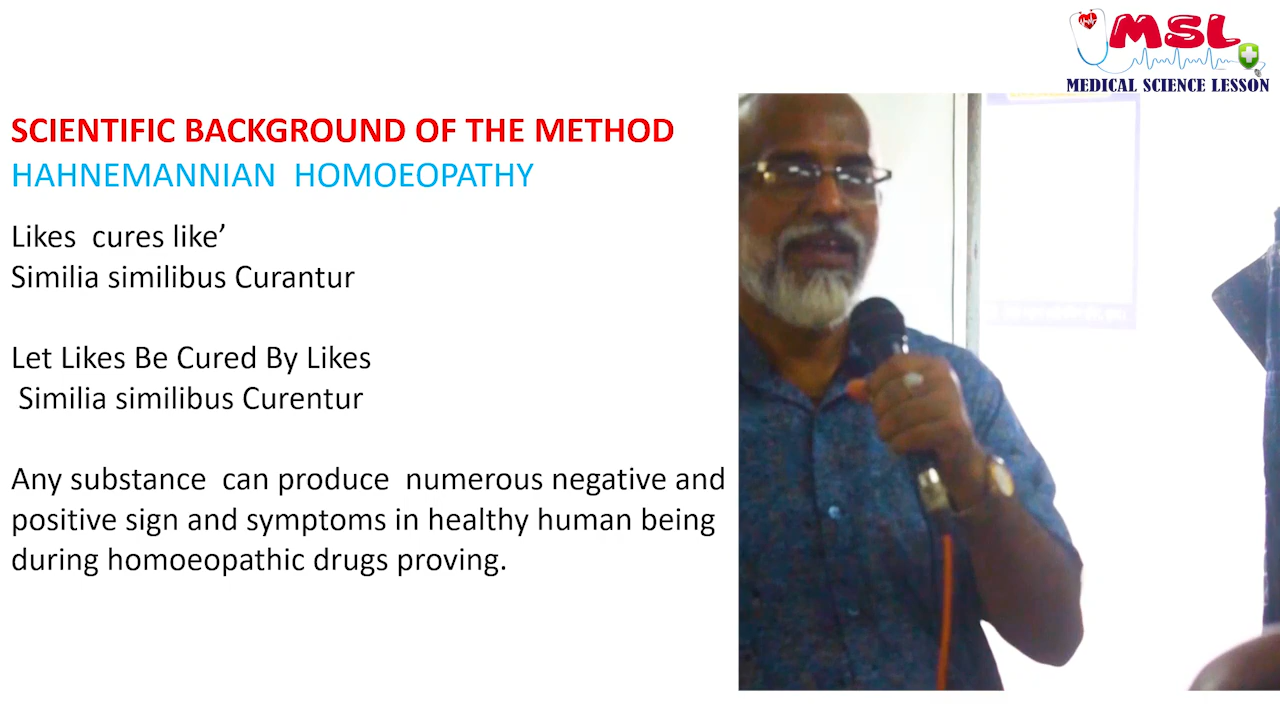 MSL
MEDICAL SCIENCE LESSON
SCIENTIFIC BACKGROUND OF THE METHOD
HAHNEMANNIAN HOMOEOPATHY
Likes cures like’
Similia similibus Curantur
Let Likes Be Cured By Likes
Similia similibus Curentur
Any substance can produce numerous negative and
positive sign and symptoms in healthy human being
during homoeopathic drugs proving.